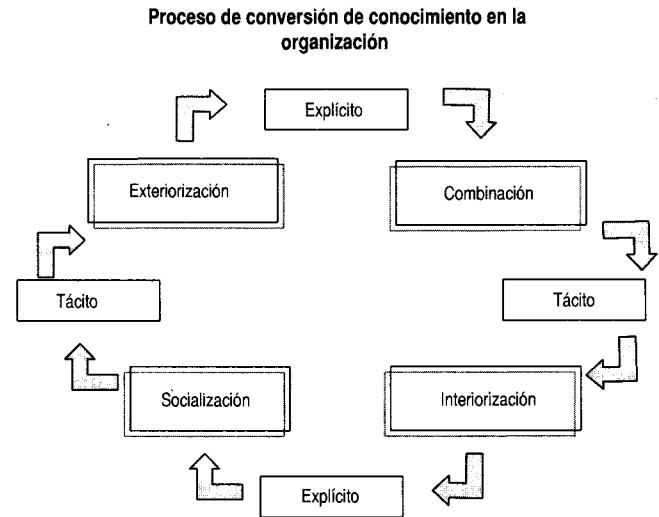 Proceso de conversión de conocimiento en la
organización
Explícito
Exteriorización
Combinación
Tácito
Tácito
Socialización
Interiorización
Explícito